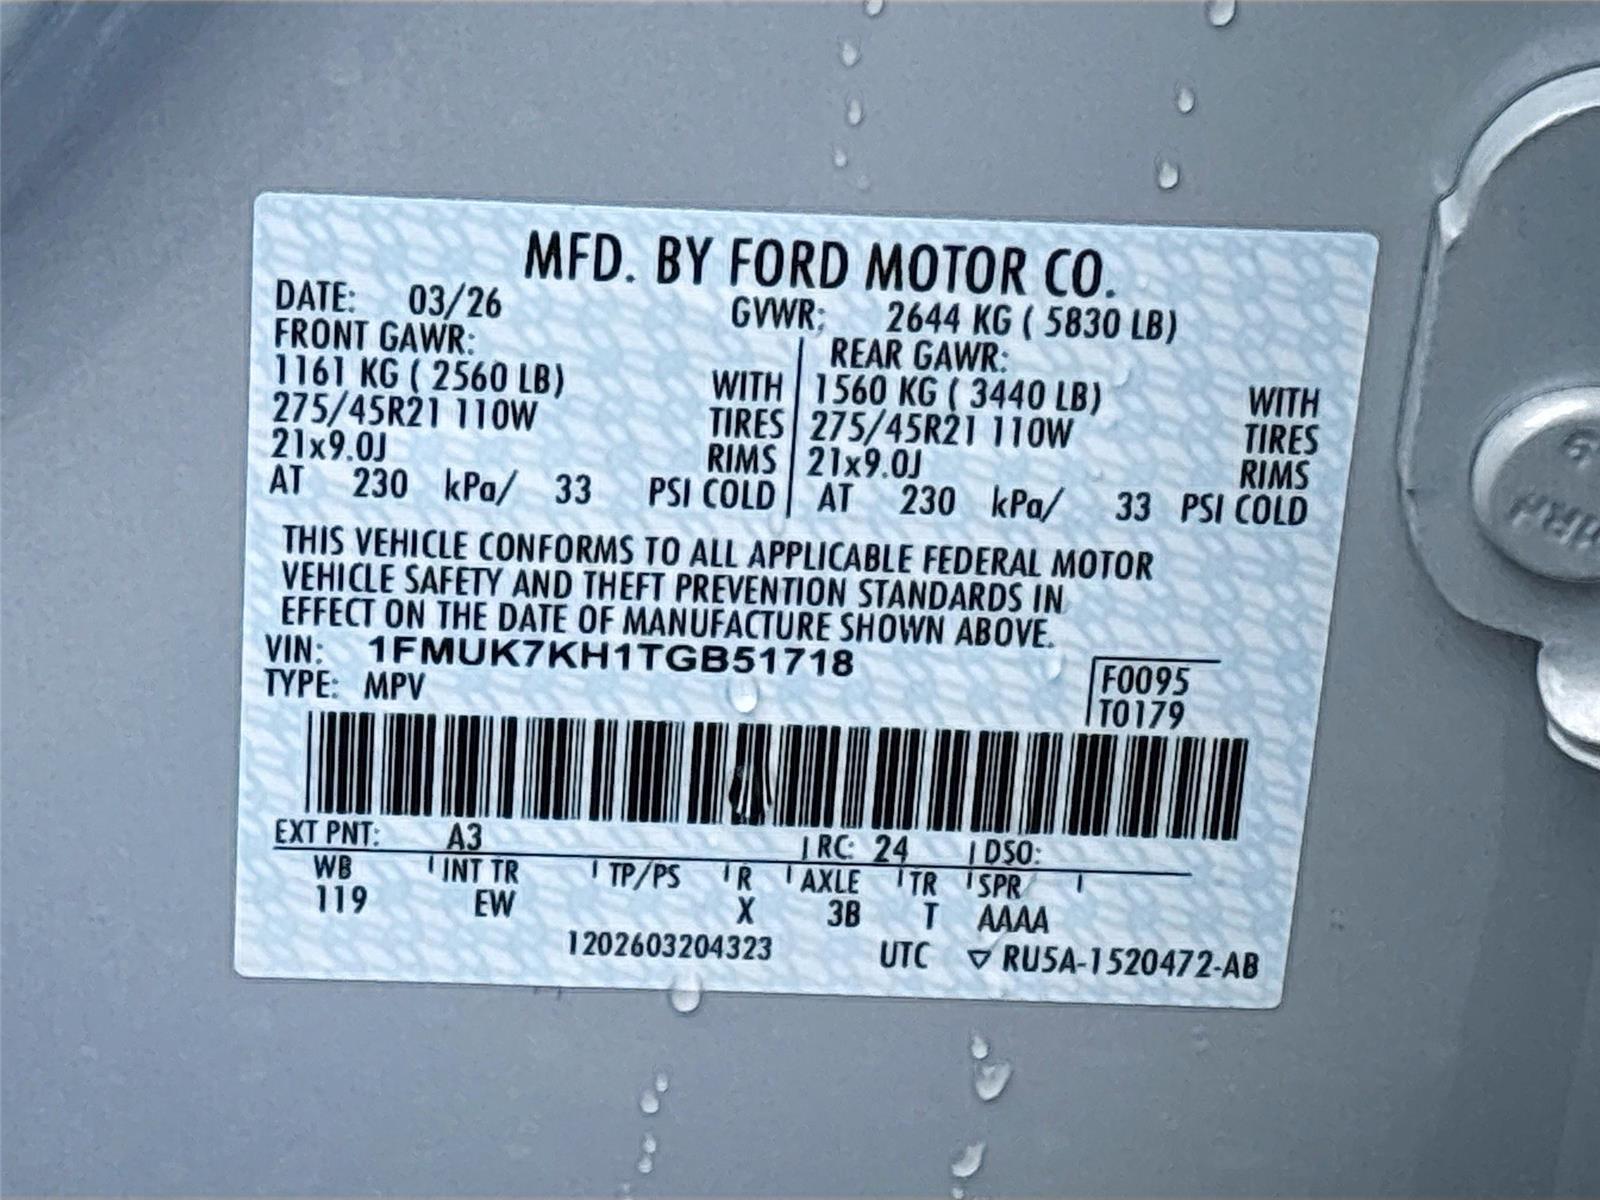 MFD. BY FORD MOTOR CO.
DATE: 03/26 GVWR: 2644 KG ( 5830 LB)
FRONT GAWR: REAR GAWR:
1161 KG ( 2560 LB) WITH 1560 KG ( 3440 LB) WITH
275/45R21 110W TIRES 275/45R21 110W TIRES
21x9.0J RIMS 21x9.0J RIMS
AT 230 kPa/ 33 PSI COLD AT 230 kPa/ 33 PSI COLD
THIS VEHICLE CONFORMS TO ALL APPLICABLE FEDERAL MOTOR
VEHICLE SAFETY AND THEFT PREVENTION STANDARDS IN
EFFECT ON THE DATE OF MANUFACTURE SHOWN ABOVE.
VIN: 1FMUK7KH1TGB51718
TYPE: MPV
F0095
T0179
EXT PNT: A3 RC: 24 DSO:
WB INT TR TP/PS R AXLE TR SPR
119 EW X 3B T AAAA
1202603204323 UTC ▽ RU5A-1520472-AB